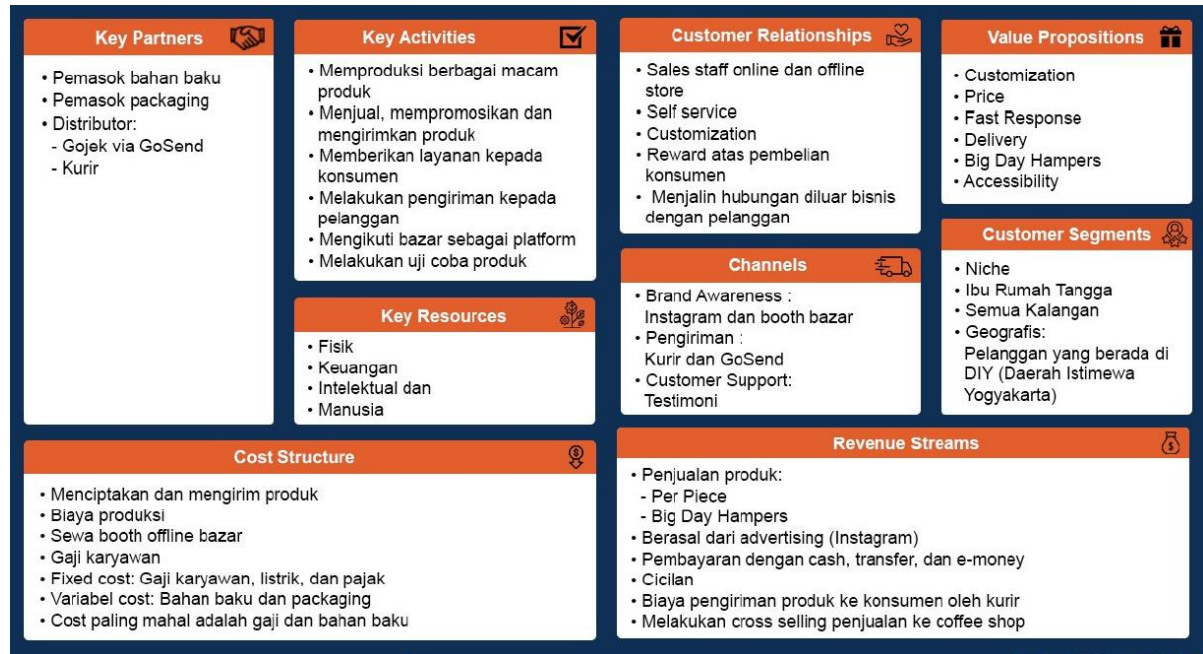 Key Partners
• Pemasok bahan baku
• Pemasok packaging
• Distributor:
- Gojek via GoSend
- Kurir
Key Activities
• Memproduksi berbagai macam
produk
• Menjual, mempromosikan dan
mengirimkan produk
• Memberikan layanan kepada
konsumen
• Melakukan pengiriman kepada
pelanggan
• Mengikuti bazar sebagai platform
• Melakukan uji coba produk
Key Resources
• Fisik
• Keuangan
• Intelektual dan
• Manusia
Customer Relationships
• Sales staff online dan offline
store
• Self service
• Customization
• Reward atas pembelian
konsumen
• Menjalin hubungan diluar bisnis
dengan pelanggan
Channels
• Brand Awareness :
Instagram dan booth bazar
• Pengiriman :
Kurir dan GoSend
• Customer Support:
Testimoni
Value Propositions
• Customization
• Price
• Fast Response
• Delivery
• Big Day Hampers
• Accessibility
Customer Segments
• Niche
• Ibu Rumah Tangga
• Semua Kalangan
• Geografis:
Pelanggan yang berada di
DIY (Daerah Istimewa
Yogyakarta)
Cost Structure
• Menciptakan dan mengirim produk
• Biaya produksi
• Sewa booth offline bazar
• Gaji karyawan
• Fixed cost: Gaji karyawan, listrik, dan pajak
• Variabel cost: Bahan baku dan packaging
• Cost paling mahal adalah gaji dan bahan baku
Revenue Streams
• Penjualan produk:
- Per Piece
- Big Day Hampers
• Berasal dari advertising (Instagram)
• Pembayaran dengan cash, transfer, dan e-money
• Cicilan
• Biaya pengiriman produk ke konsumen oleh kurir
• Melakukan cross selling penjualan ke coffee shop